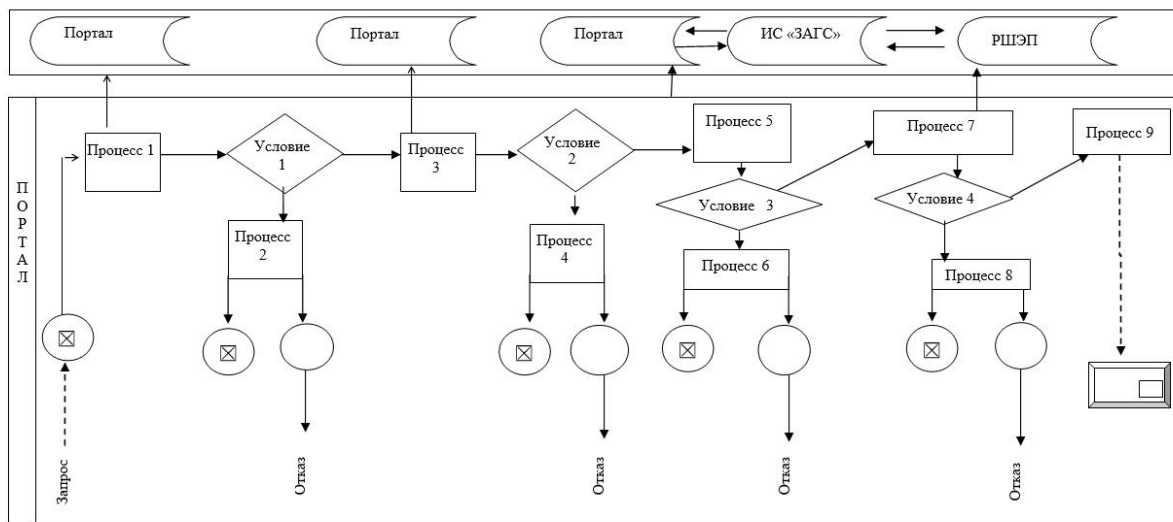 Портал
Портал
Портал
ИС «ЗАГС»
РШЭП
ПОРТАЛ
Процесс 1
Условие
1
Процесс
3
Условие
2
Процесс 5
Процесс 7
Процесс 9
Условие 3
Условие 4
Процесс
2
Процесс
4
Процесс 6
Процесс 8
Запрос
Отказ
Отказ
Отказ
Отказ